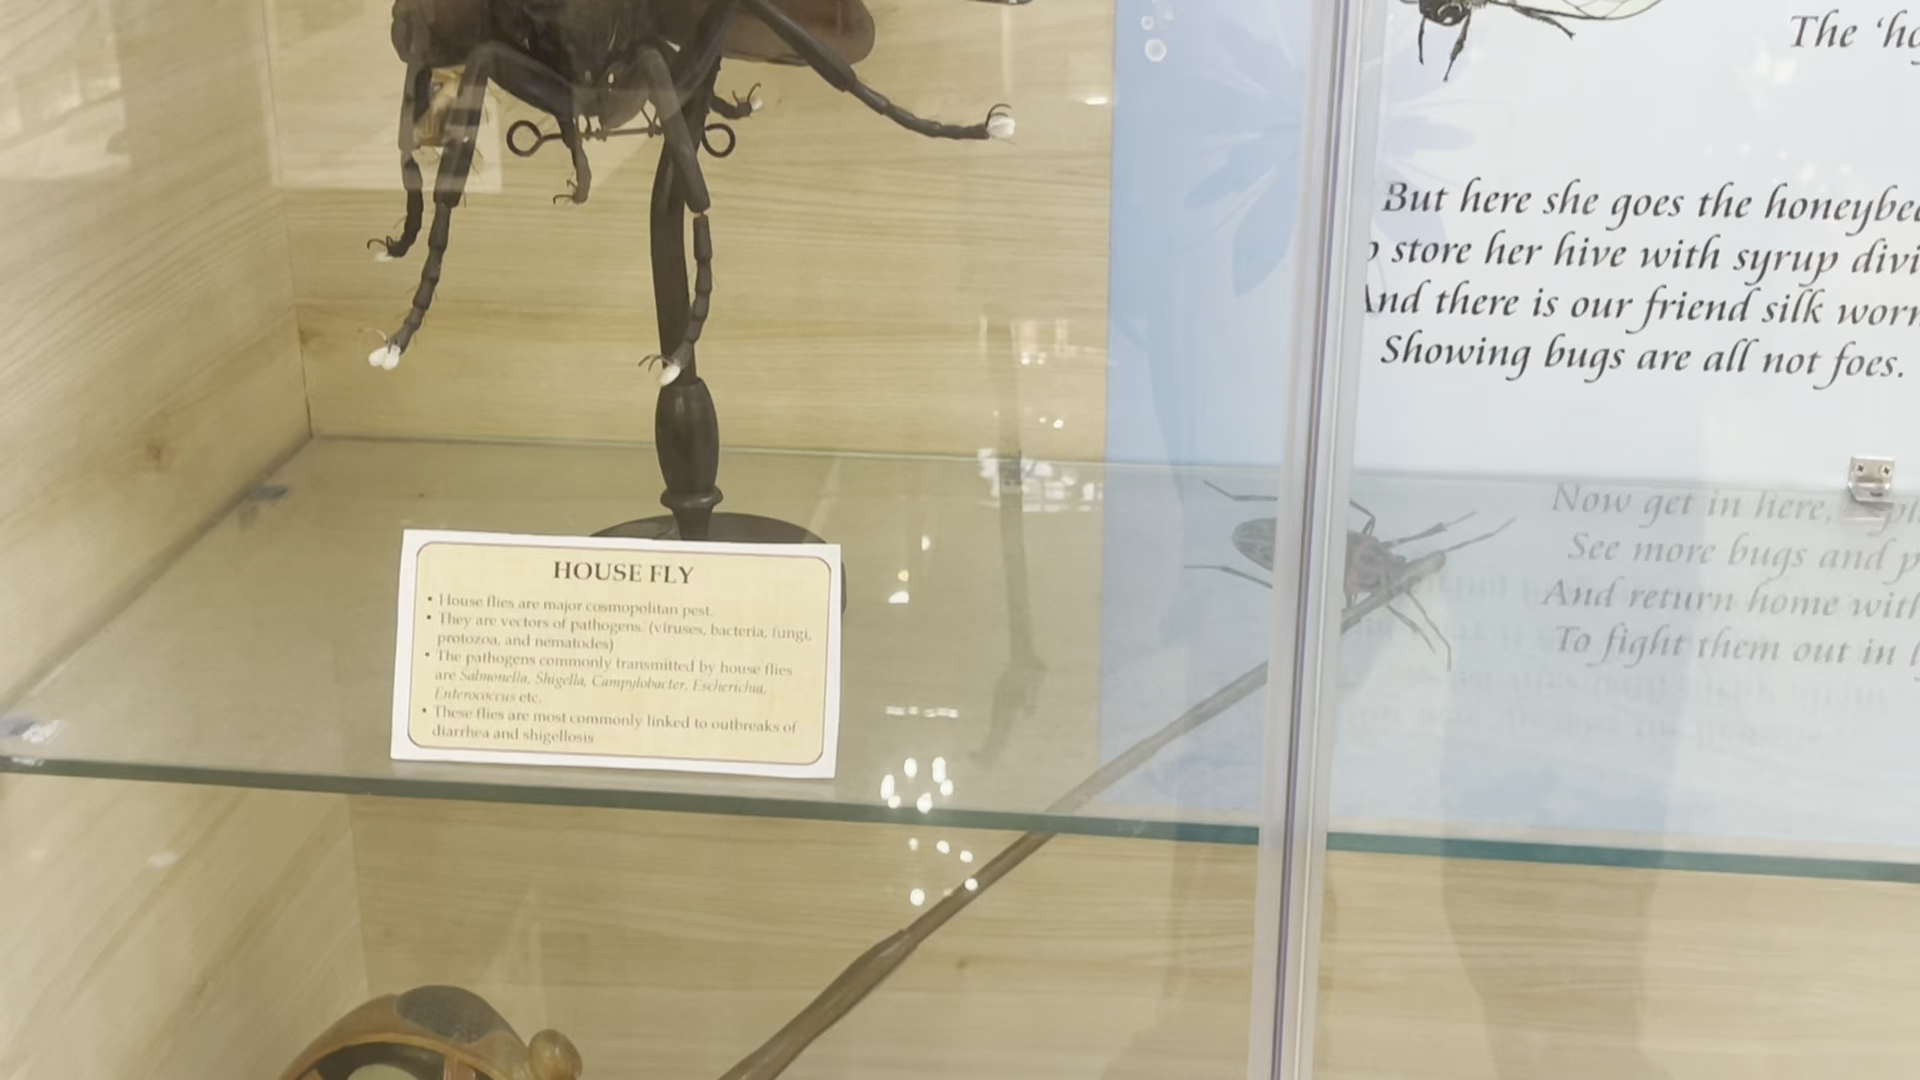 HOUSE FLY
• House flies are major cosmopolitan pest.
• They are vectors of pathogens. (viruses, bacteria, fungi,
protozoa, and nematodes)
• The pathogens commonly transmitted by house flies
are Salmonella, Shigella, Campylobacter, Escherichia,
Enterococcus etc.
• These flies are most commonly linked to outbreaks of
diarrhea and shigellosis
The
But here she goes the honeybee
store her hive with syrup
And there is our friend silk
Showing bugs are all not foes.
Now get in here,
See more bugs and
And return home with
To fight them out in